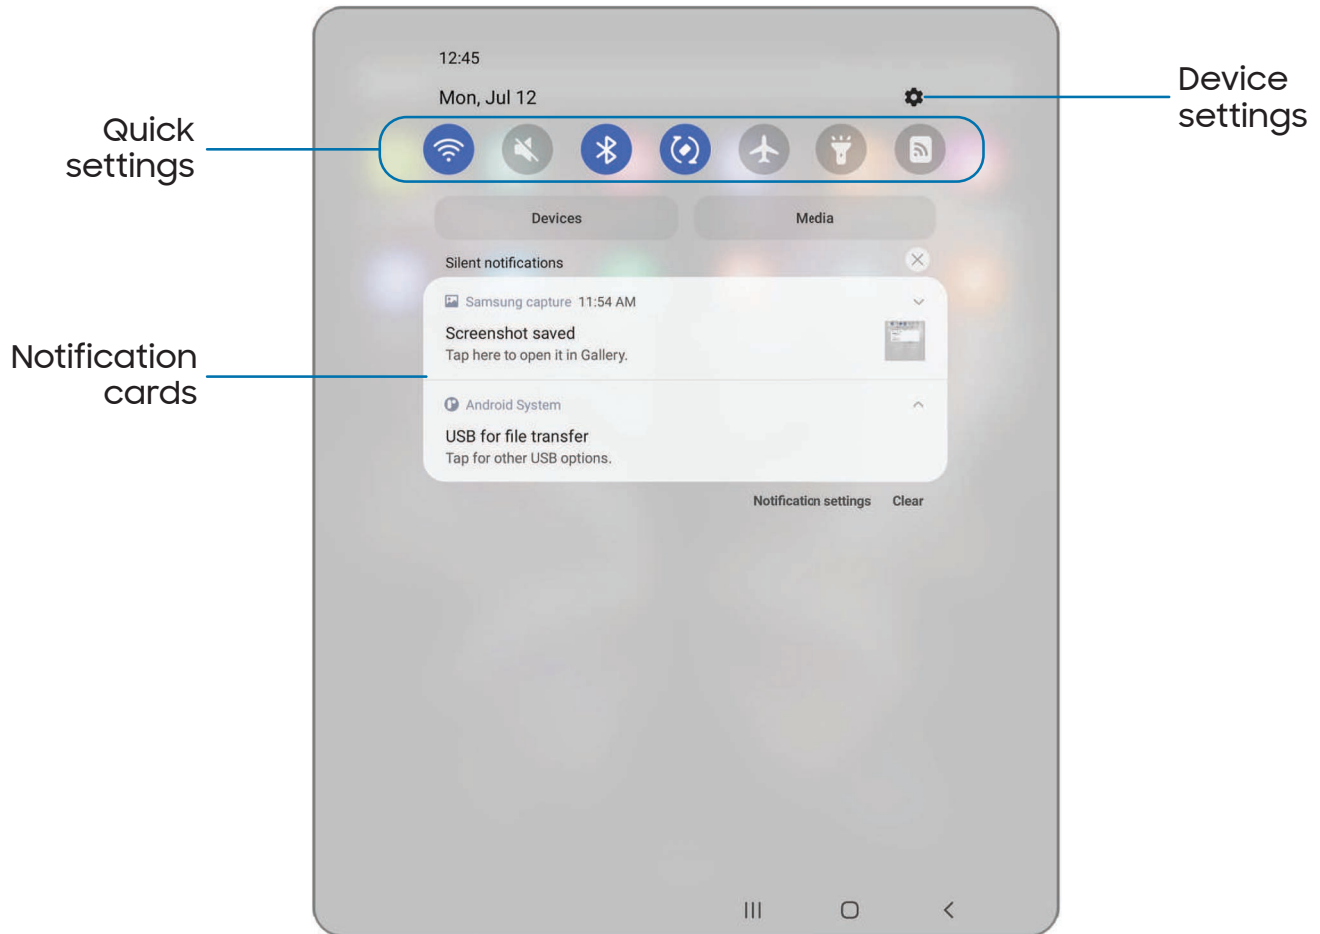 12:45
Mon, Jul 12
Device
settings
Quick
settings
Devices
Media
Silent notifications
Samsung capture 11:54 AM
Screenshot saved
Tap here to open it in Gallery.
Notification
cards
Android System
USB for file transfer
Tap for other USB options.
Notification settings
Clear